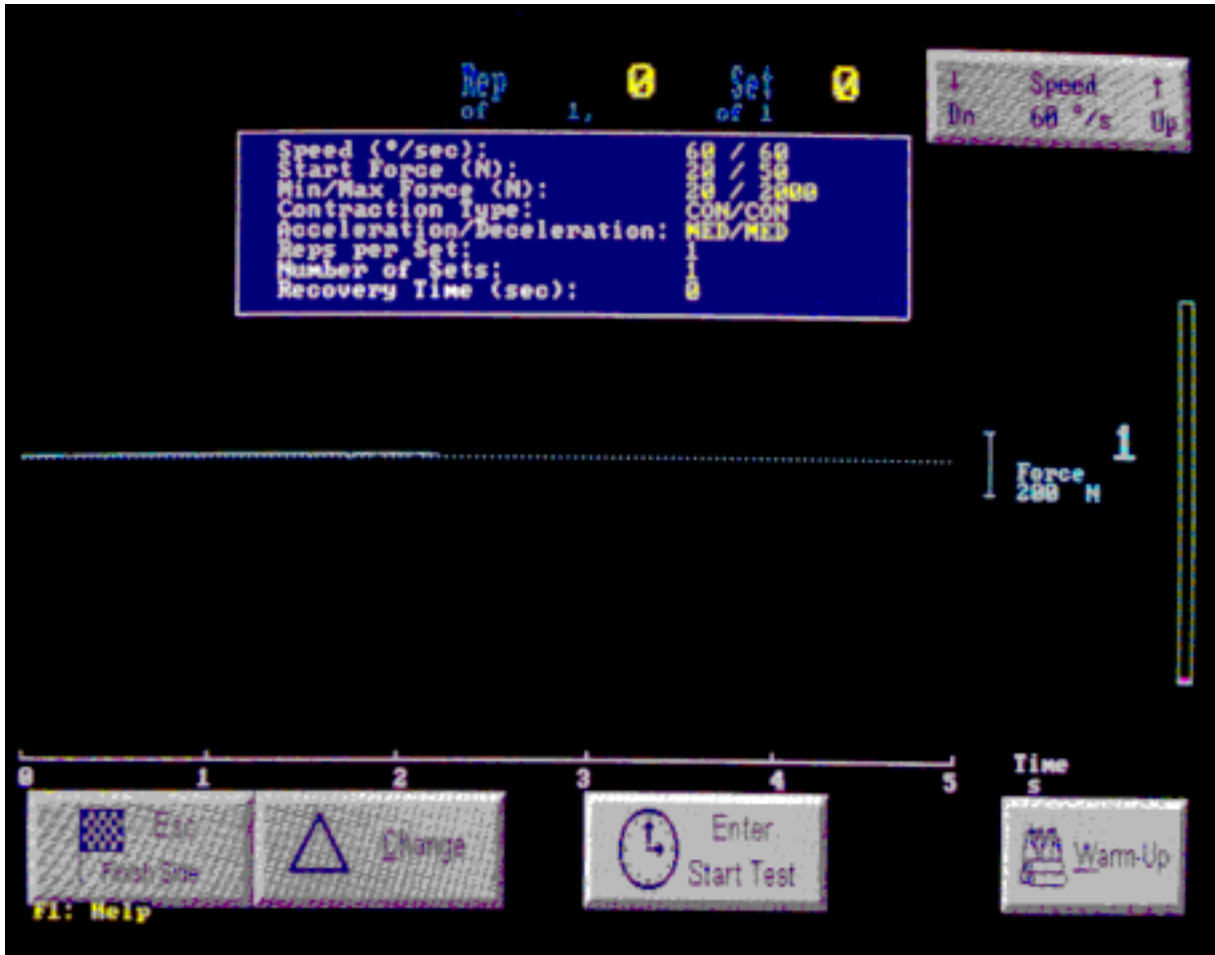 Rep 0 Set 0
of 1, of 1
↓ Speed ↑
Dn 60 °/s Up
Speed (°/sec): 60 / 60
Start Force (N): 20 / 50
Min/Max Force (N): 20 / 2000
Contraction Type: CON/CON
Acceleration/Deceleration: MED/MED
Reps per Set: 1
Number of Sets: 1
Recovery Time (sec): 0
1
Force
200 N
0 1 2 3 4 5
Time
s
Esc
Finish Side
Change
Enter
Start Test
Warm-Up
F1: Help